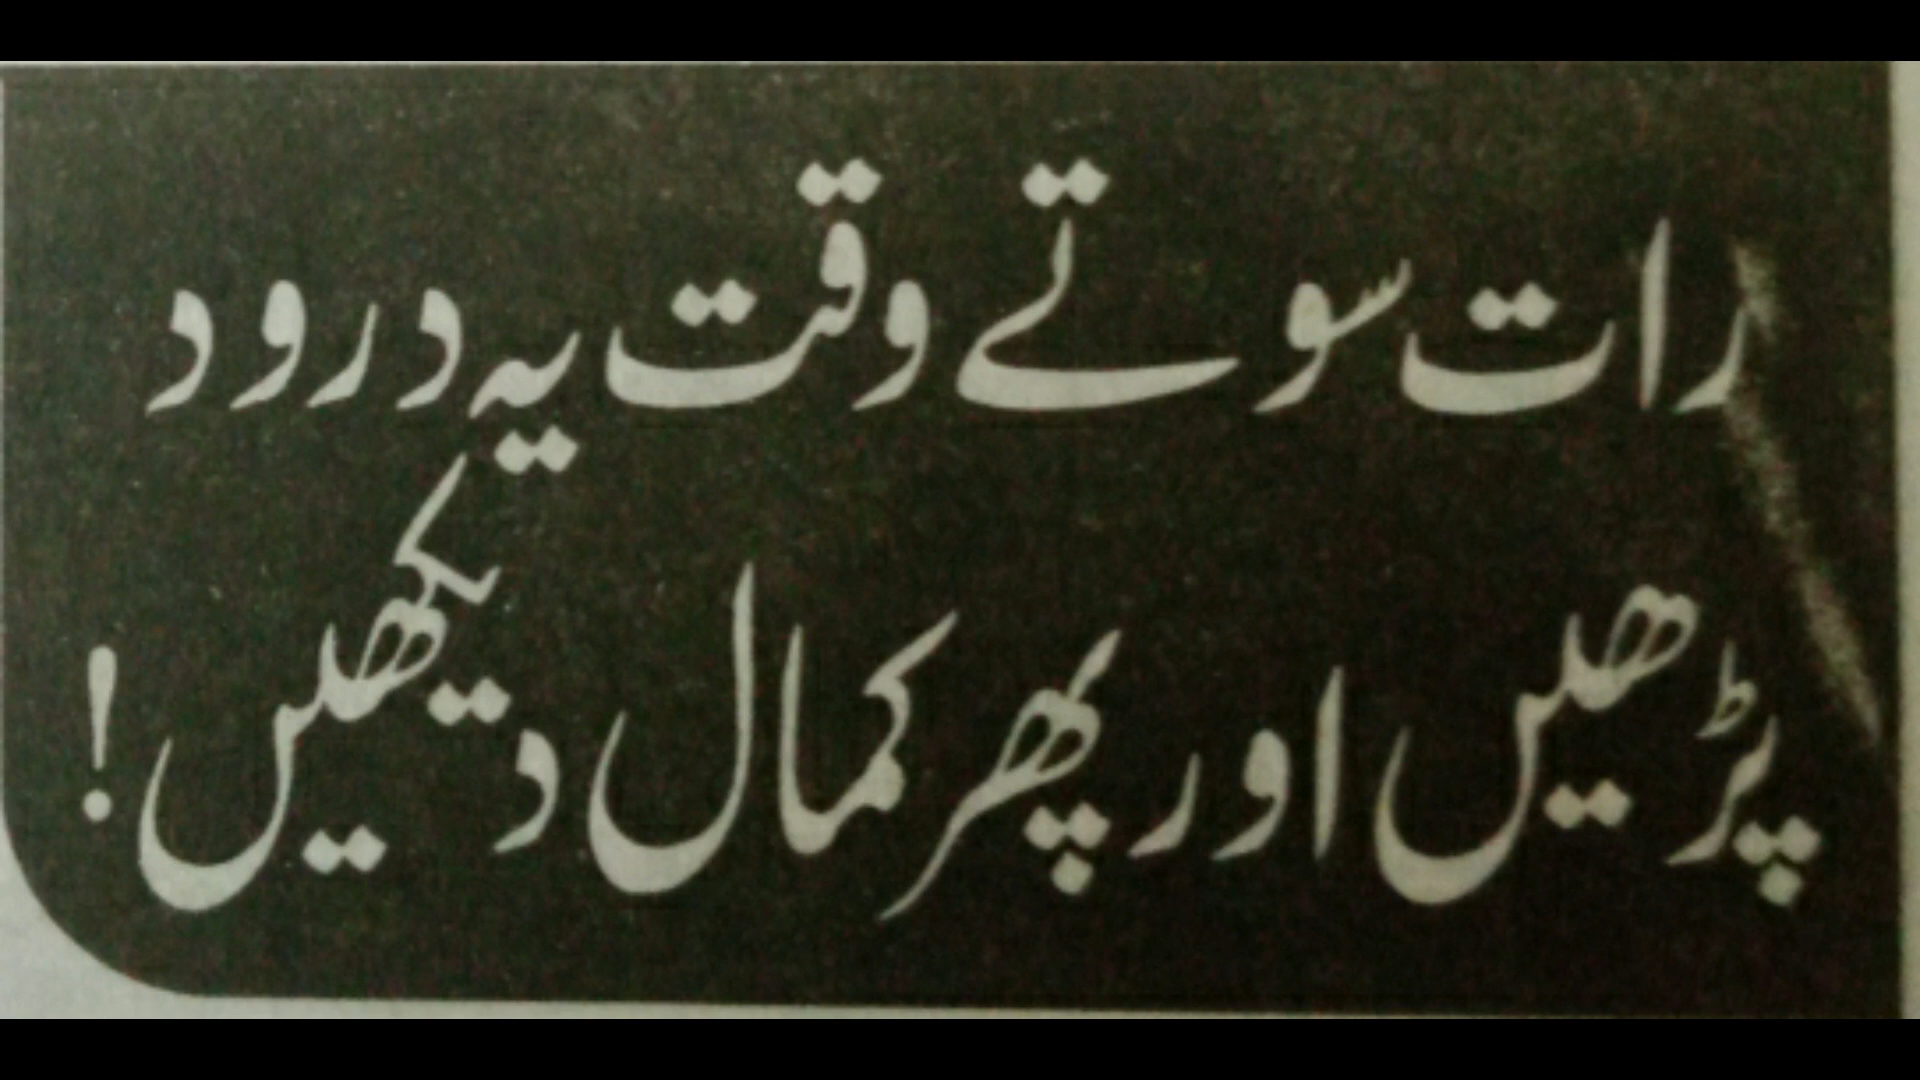 رات سوتے وقت یہ درود
پڑھیں اور پھر کمال دیکھیں!